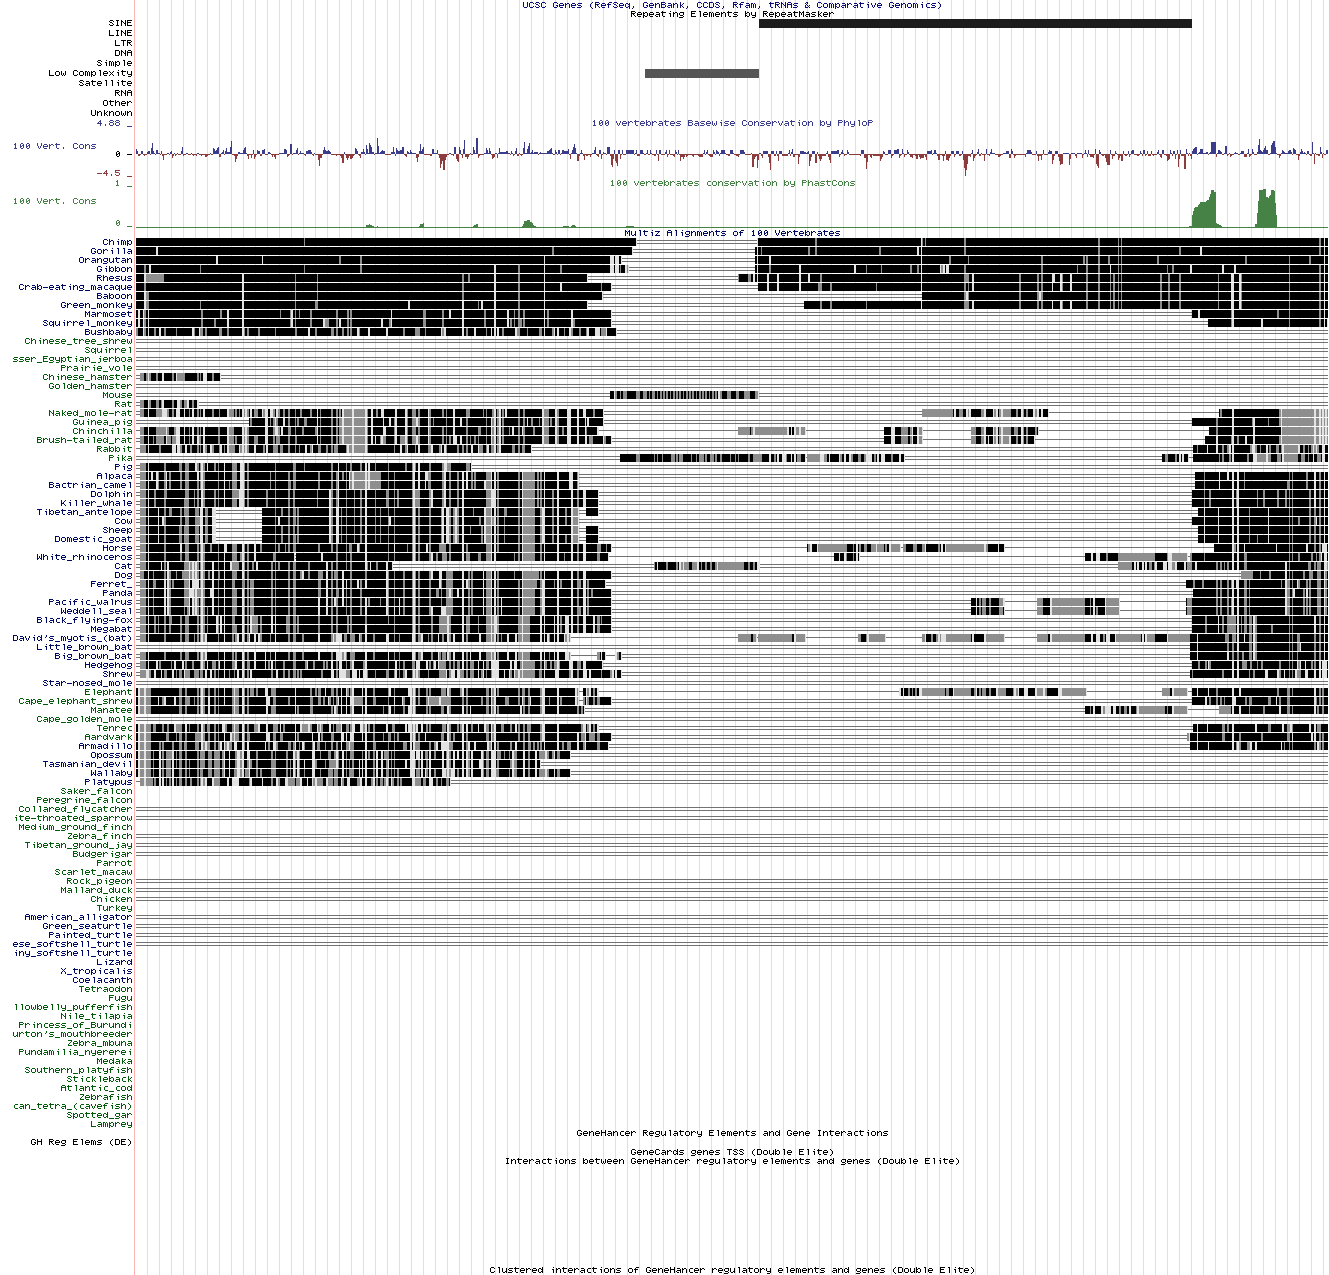 UCSC Genes (RefSeq, GenBank, CCDS, Rfam, tRNAs & Comparative Genomics)
Repeating Elements by RepeatMasker
SINE
LINE
LTR
DNA
Simple
Low Complexity
Satellite
RNA
Other
Unknown
4.88 _
100 vertebrates Basewise Conservation by PhyloP
100 Vert. Cons
0 _
-4.5 _
100 vertebrates conservation by PhastCons
1 _
100 Vert. Cons
0 _
Multiz Alignments of 100 Vertebrates
Chimp
Gorilla
Orangutan
Gibbon
Rhesus
Crab-eating_macaque
Baboon
Green_monkey
Marmoset
Squirrel_monkey
Bushbaby
Chinese_tree_shrew
Squirrel
sser_Egyptian_jerboa
Prairie_vole
Chinese_hamster
Golden_hamster
Mouse
Rat
Naked_mole-rat
Guinea_pig
Chinchilla
Brush-tailed_rat
Rabbit
Pika
Pig
Alpaca
Bactrian_camel
Dolphin
Killer_whale
Tibetan_antelope
Cow
Sheep
Domestic_goat
Horse
White_rhinoceros
Cat
Dog
Ferret_
Panda
Pacific_walrus
Weddell_seal
Black_flying-fox
Megabat
David's_myotis_(bat)
Little_brown_bat
Big_brown_bat
Hedgehog
Shrew
Star-nosed_mole
Elephant
Cape_elephant_shrew
Manatee
Cape_golden_mole
Tenrec
Aardvark
Armadillo
Opossum
Tasmanian_devil
Wallaby
Platypus
Saker_falcon
Peregrine_falcon
Collared_flycatcher
ite-throated_sparrow
Medium_ground_finch
Zebra_finch
Tibetan_ground_jay
Budgerigar
Parrot
Scarlet_macaw
Rock_pigeon
Mallard_duck
Chicken
Turkey
American_alligator
Green_seaturtle
Painted_turtle
ese_softshell_turtle
iny_softshell_turtle
Lizard
X_tropicalis
Coelacanth
Tetraodon
Fugu
llowbelly_pufferfish
Nile_tilapia
Princess_of_Burundi
urton's_mouthbreeder
Zebra_mbuna
Pundamilia_nyererei
Medaka
Southern_platyfish
Stickleback
Atlantic_cod
Zebrafish
can_tetra_(cavefish)
Spotted_gar
Lamprey
GeneHancer Regulatory Elements and Gene Interactions
GH Reg Elems (DE)
GeneCards genes TSS (Double Elite)
Interactions between GeneHancer regulatory elements and genes (Double Elite)
Clustered interactions of GeneHancer regulatory elements and genes (Double Elite)